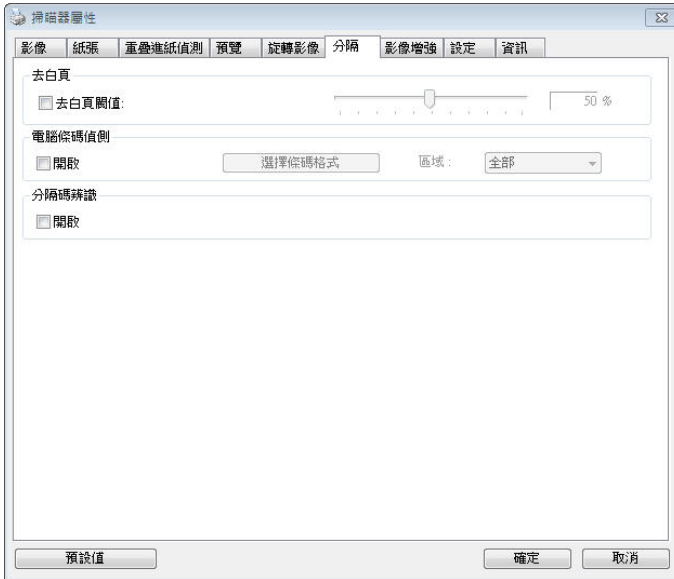 掃瞄器屬性
影像 紙張 重疊進紙偵測 預覽 旋轉影像 分隔 影像增強 設定 資訊
去白頁
去白頁閥值: 50 %
電腦條碼偵側
開啟 選擇條碼格式 區域 : 全部
分隔碼辨識
開啟
預設值 確定 取消